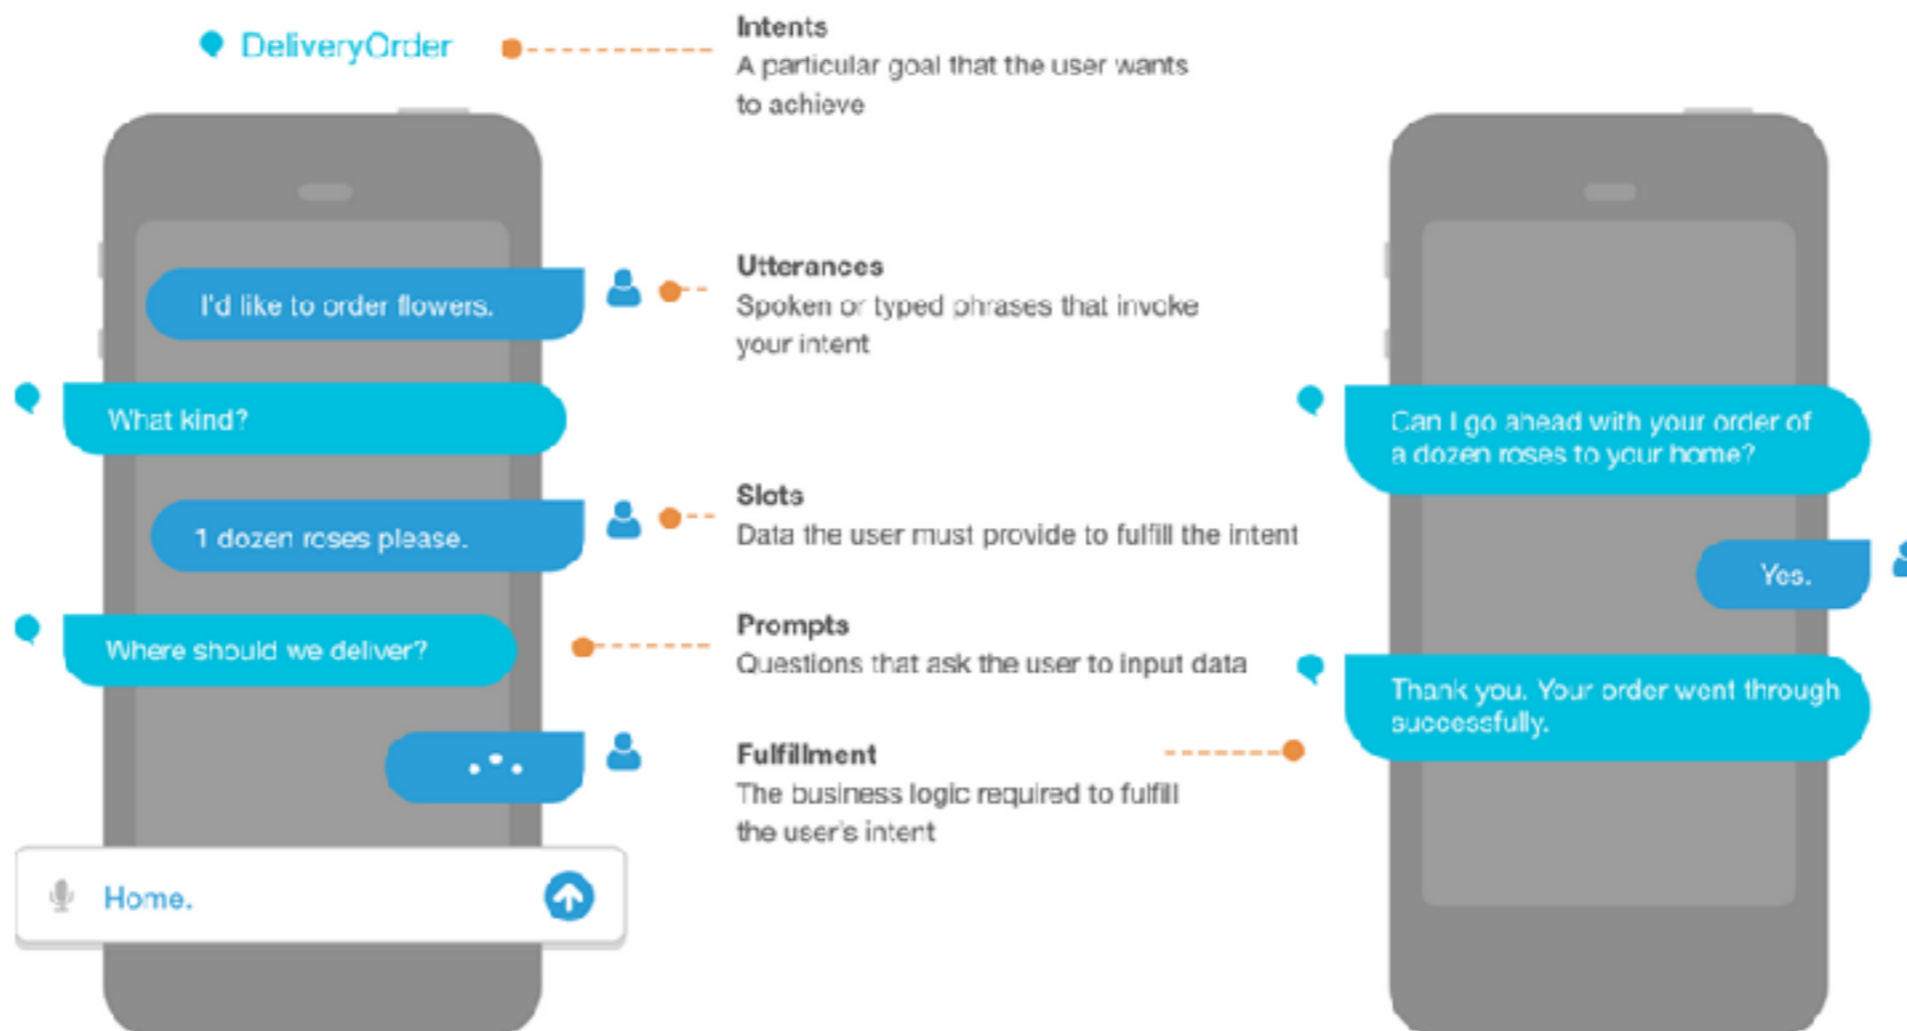 DeliveryOrder
Intents
A particular goal that the user wants
to achieve
I'd like to order flowers.
Utterances
Spoken or typed phrases that invoke
your intent
What kind?
1 dozen roses please.
Slots
Data the user must provide to fulfill the intent
Where should we deliver?
Prompts
Questions that ask the user to input data
Fulfillment
The business logic required to fulfill
the user's intent
Home.
Can I go ahead with your order of
a dozen roses to your home?
Yes.
Thank you. Your order went through
successfully.